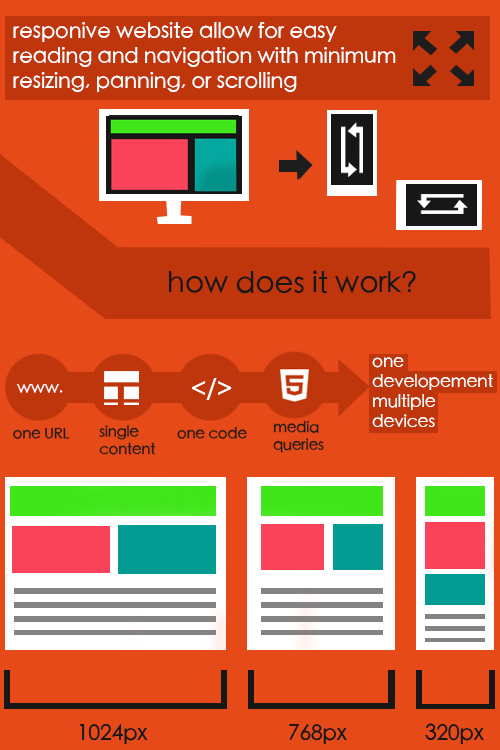 responive website allow for easy
reading and navigation with minimum
resizing, panning, or scrolling
how does it work?
www.
</>
5
one URL
single
content
one code
media
queries
one
developement
multiple
devices
1024px
768px
320px